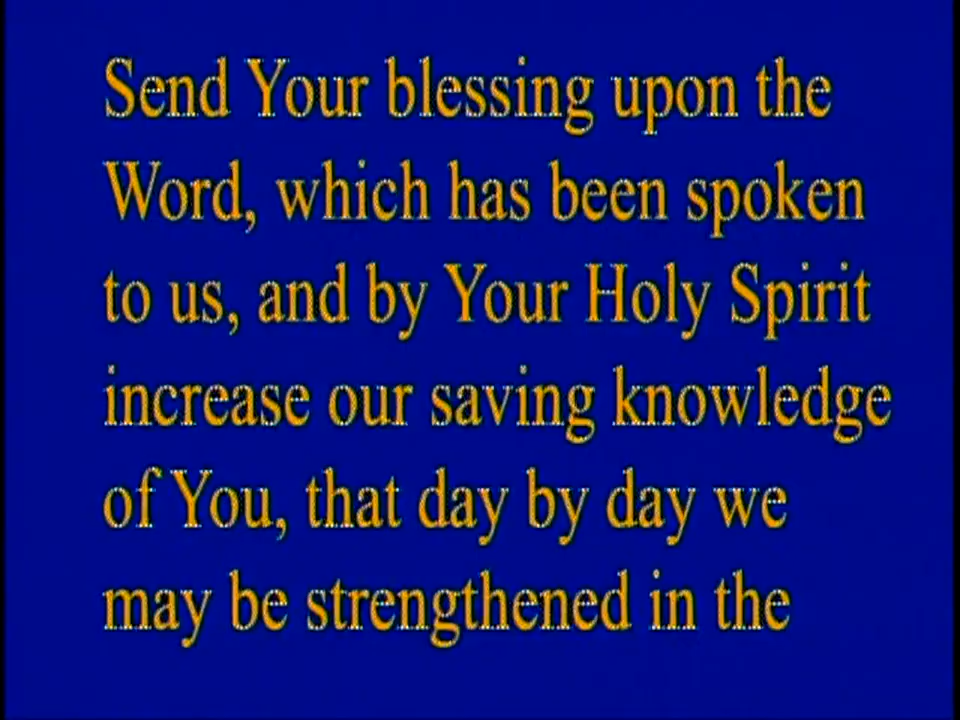 Send Your blessing upon the
Word, which has been spoken
to us, and by Your Holy Spirit
increase our saving knowledge
of You, that day by day we
may be strengthened in the